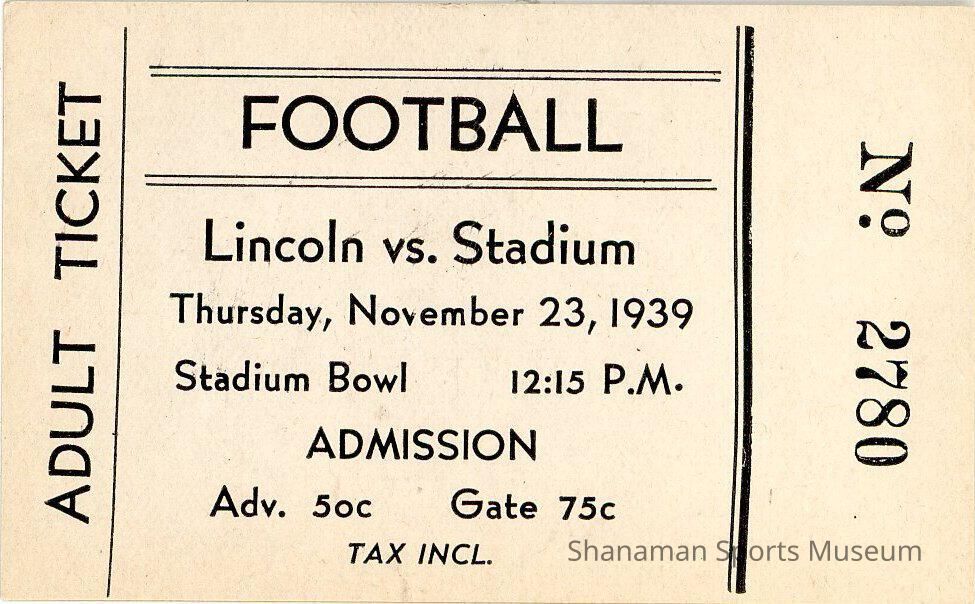 ADULT TICKET
FOOTBALL
Lincoln vs. Stadium
Thursday, November 23, 1939
Stadium Bowl 12:15 P.M.
ADMISSION
Adv. 50c Gate 75c
TAX INCL.
No. 2780
Shanaman Sports Museum